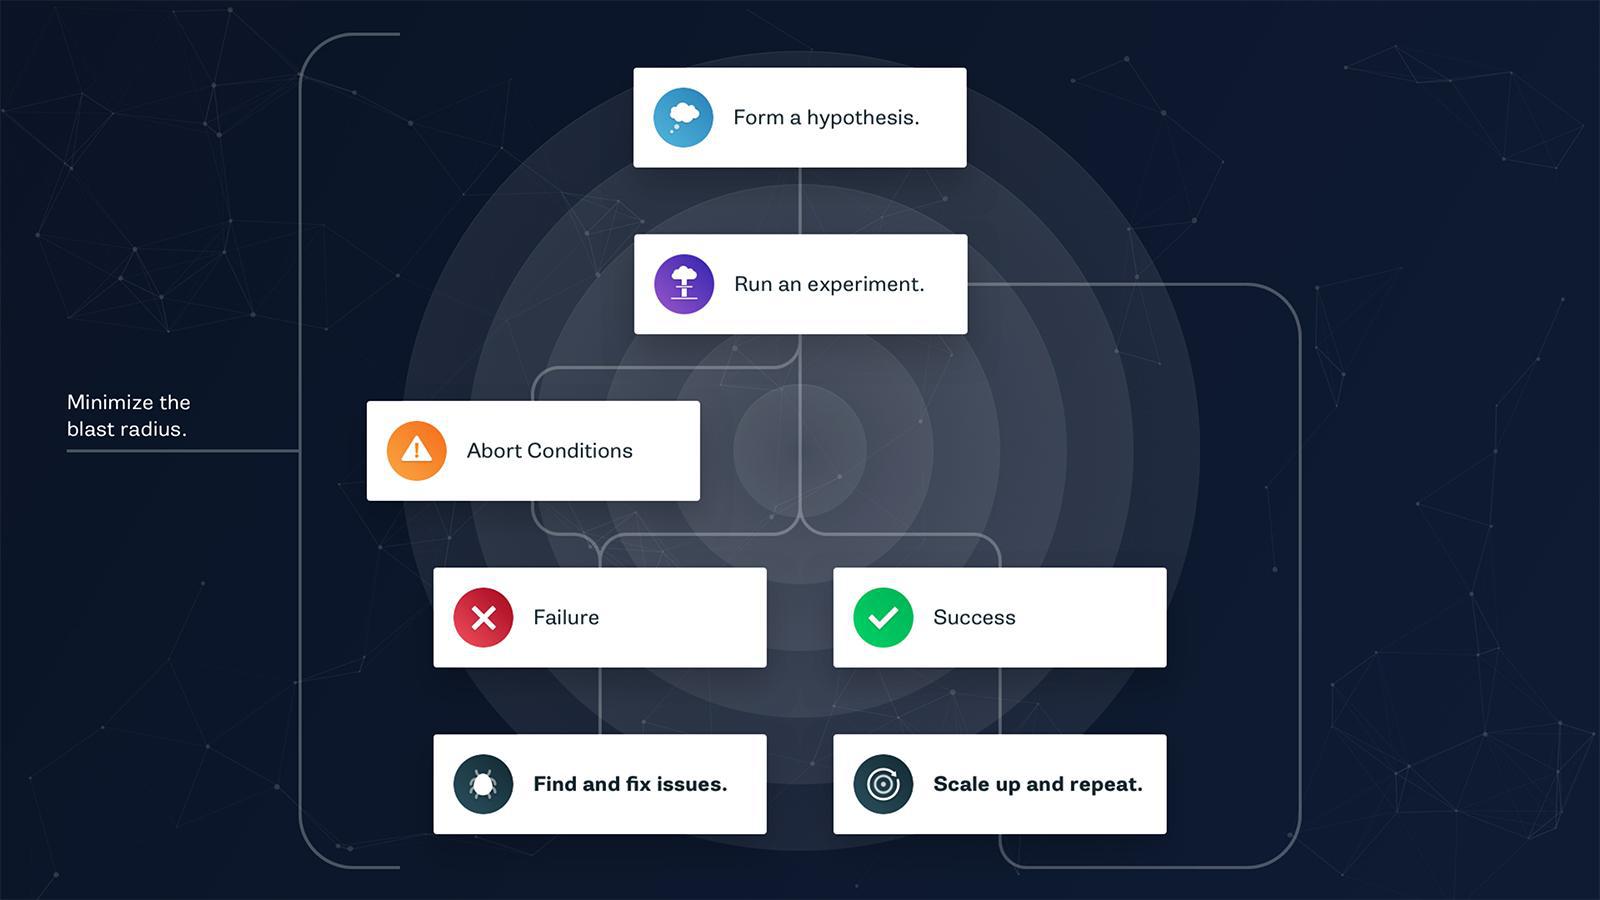 Form a hypothesis.
Run an experiment.
Minimize the
blast radius.
Abort Conditions
Failure
Success
Find and fix issues.
Scale up and repeat.